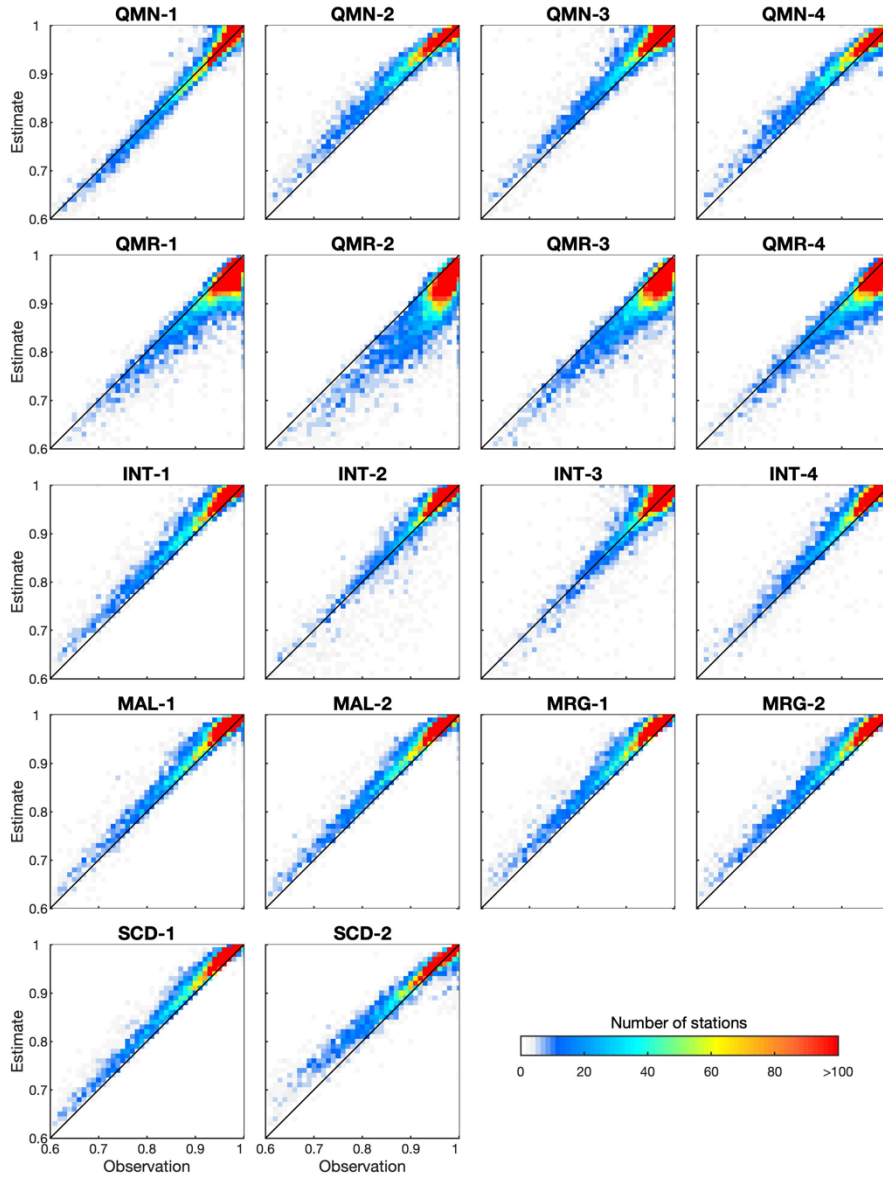 QMN-1 QMN-2 QMN-3 QMN-4
1
0.9
0.8
0.7
0.6
Estimate
QMR-1 QMR-2 QMR-3 QMR-4
1
0.9
0.8
0.7
0.6
Estimate
INT-1 INT-2 INT-3 INT-4
1
0.9
0.8
0.7
0.6
Estimate
MAL-1 MAL-2 MRG-1 MRG-2
1
0.9
0.8
0.7
0.6
Estimate
SCD-1 SCD-2
1
0.9
0.8
0.7
0.6
Estimate
0.6 0.7 0.8 0.9 1 0.6 0.7 0.8 0.9 1
Observation Observation
Number of stations
0 20 40 60 80 >100